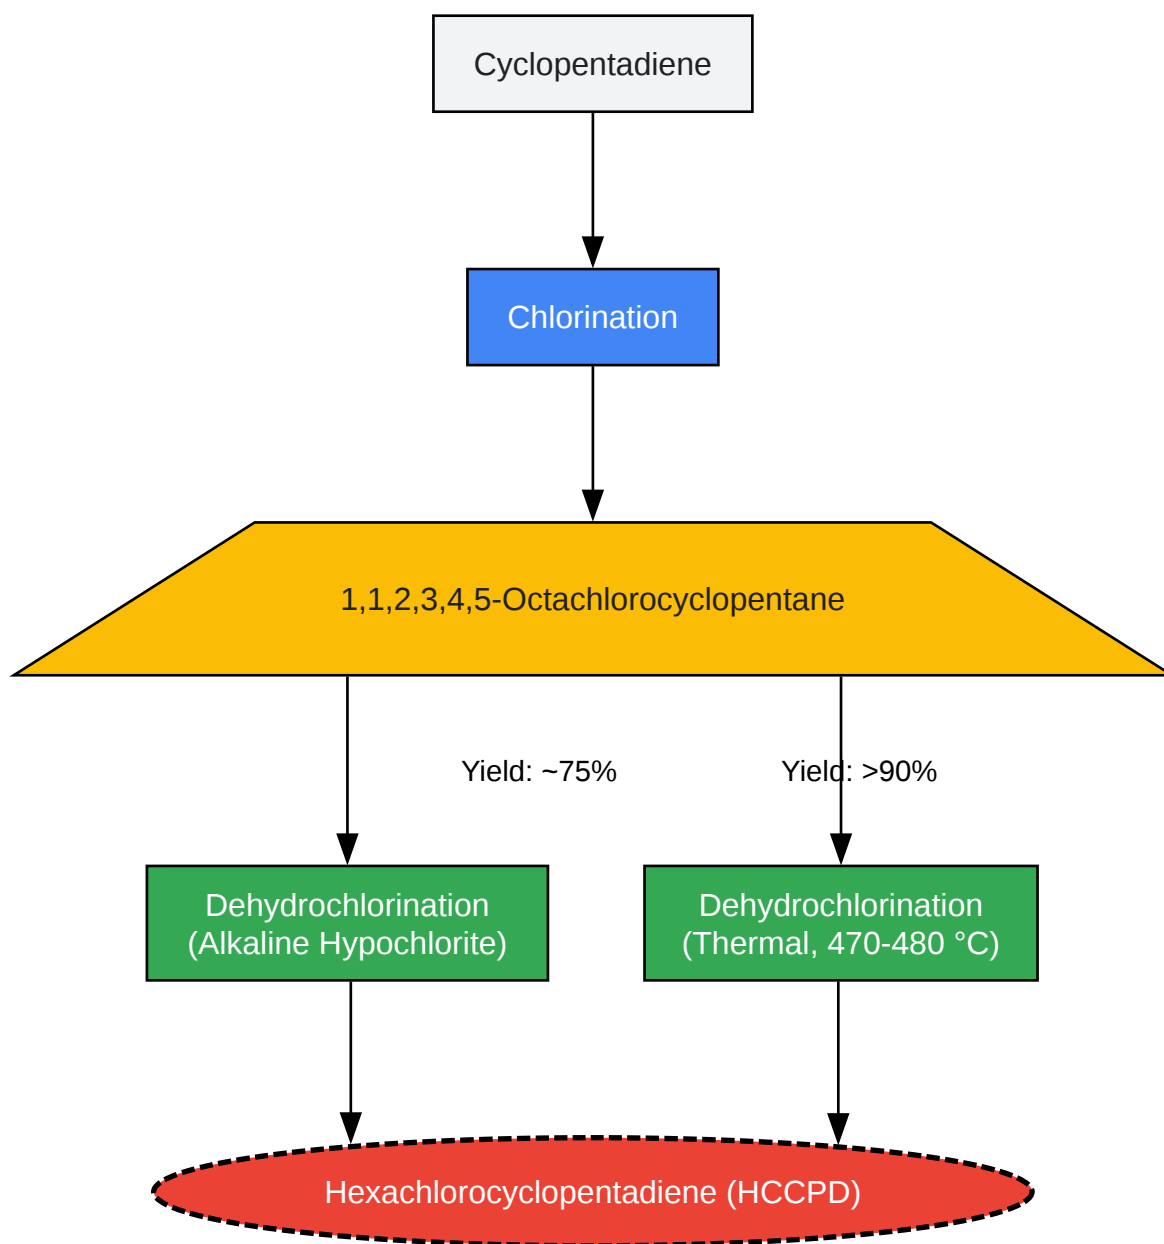 Cyclopentadiene
Chlorination
1,1,2,3,4,5-Octachlorocyclopentane
Yield: ~75%
Yield: >90%
Dehydrochlorination
(Alkaline Hypochlorite)
Dehydrochlorination
(Thermal, 470-480 °C)
Hexachlorocyclopentadiene (HCCPD)